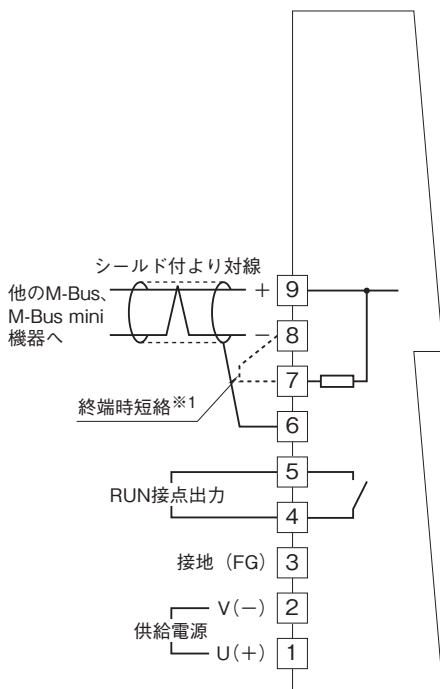 シールド付より対線
他のM-Bus、
M-Bus mini
機器へ
+ 9
− 8
7
終端時短絡※1
6
5
RUN接点出力
4
接地（FG） 3
V(−) 2
供給電源
U(+) 1